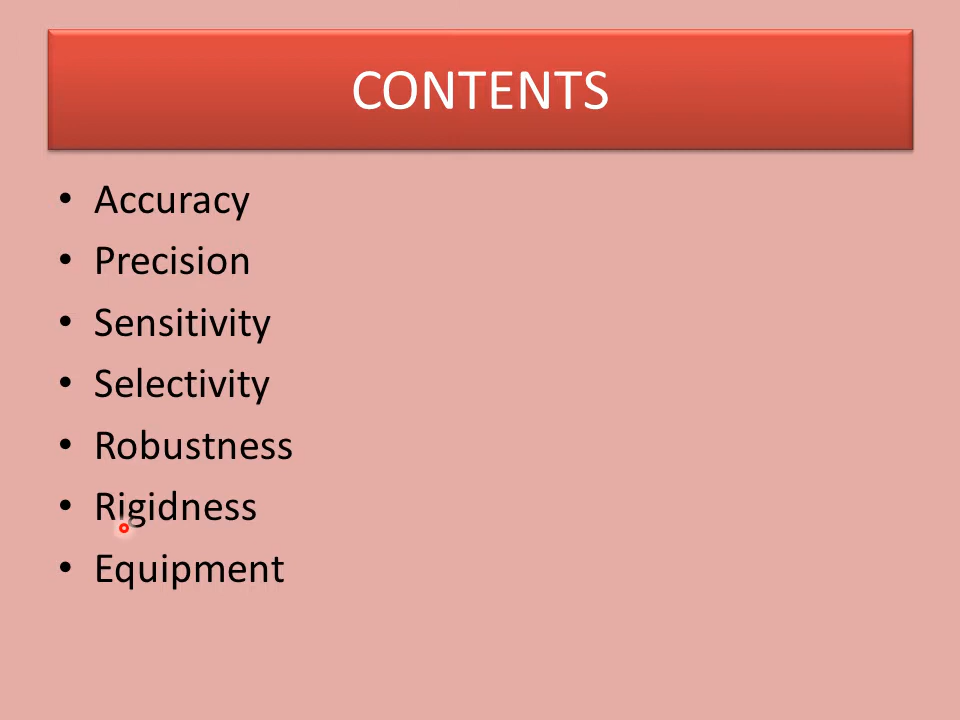 CONTENTS
• Accuracy
• Precision
• Sensitivity
• Selectivity
• Robustness
• Rigidness
• Equipment